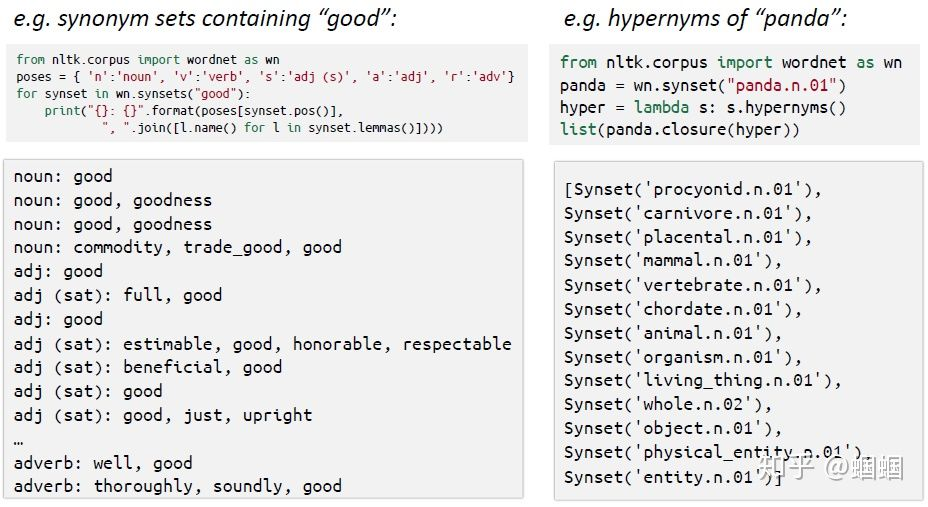 e.g. synonym sets containing “good”:
from nltk.corpus import wordnet as wn
poses = { 'n':'noun', 'v':'verb', 's':'adj (s)', 'a':'adj', 'r':'adv'}
for synset in wn.synsets("good"):
print("{}: {}".format(poses[synset.pos()],
", ".join([l.name() for l in synset.lemmas()])))
noun: good
noun: good, goodness
noun: good, goodness
noun: commodity, trade_good, good
adj: good
adj (sat): full, good
adj: good
adj (sat): estimable, good, honorable, respectable
adj (sat): beneficial, good
adj (sat): good
adj (sat): good, just, upright
…
adverb: well, good
adverb: thoroughly, soundly, good
e.g. hypernyms of “panda”:
from nltk.corpus import wordnet as wn
panda = wn.synset("panda.n.01")
hyper = lambda s: s.hypernyms()
list(panda.closure(hyper))
[Synset('procyonid.n.01'),
Synset('carnivore.n.01'),
Synset('placental.n.01'),
Synset('mammal.n.01'),
Synset('vertebrate.n.01'),
Synset('chordate.n.01'),
Synset('animal.n.01'),
Synset('organism.n.01'),
Synset('living_thing.n.01'),
Synset('whole.n.02'),
Synset('object.n.01'),
Synset('physical_entity.n.01'),
Synset('entity.n.01')]
知乎 @蝈蝈